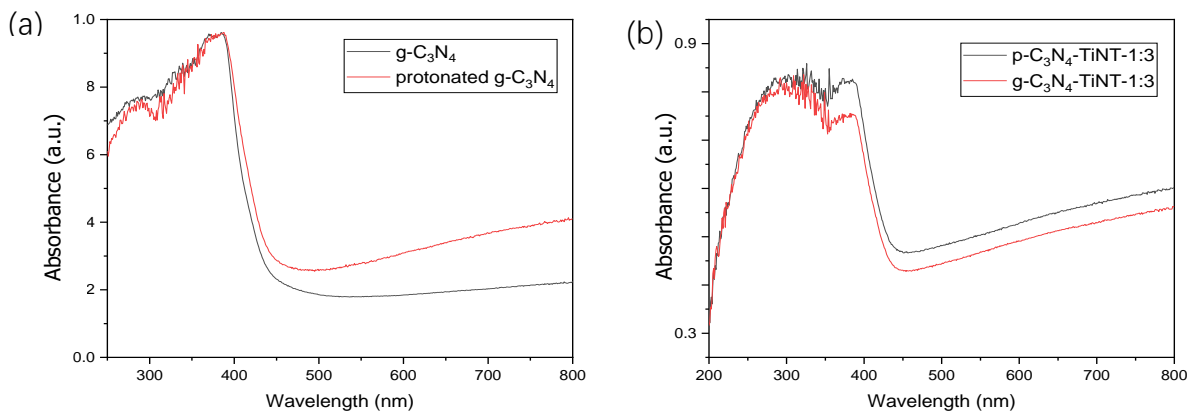 (a)
1.0
8
6
4
2
0.0
Absorbance (a.u.)
g-C₃N₄
protonated g-C₃N₄
300 400 500 600 700 800
Wavelength (nm)
(b)
0.9
0.3
Absorbance (a.u.)
p-C₃N₄-TiNT-1:3
g-C₃N₄-TiNT-1:3
200 300 400 500 600 700 800
Wavelength (nm)